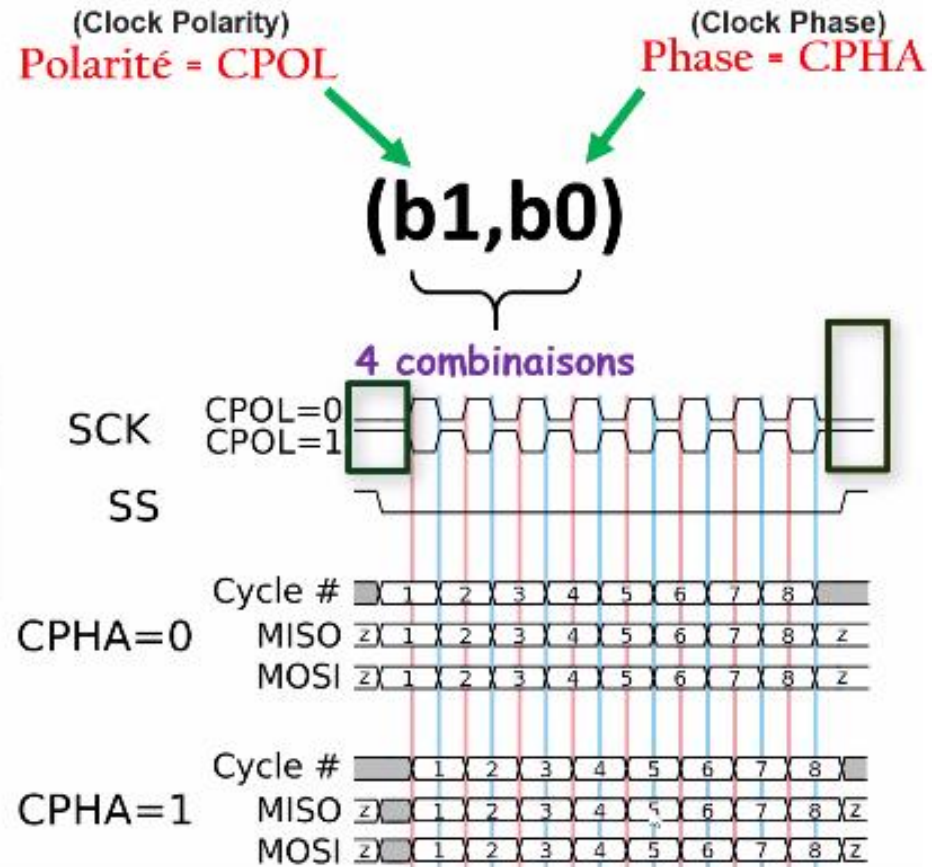 (Clock Polarity)
Polarité = CPOL
(Clock Phase)
Phase = CPHA
(b1,b0)
4 combinaisons
SCK
CPOL=0
CPOL=1
SS
CPHA=0
Cycle # 1 2 3 4 5 6 7 8
MISO z 1 2 3 4 5 6 7 8 z
MOSI z 1 2 3 4 5 6 7 8 z
CPHA=1
Cycle # 1 2 3 4 5 6 7 8
MISO z 1 2 3 4 5 6 7 8 z
MOSI z 1 2 3 4 5 6 7 8 z